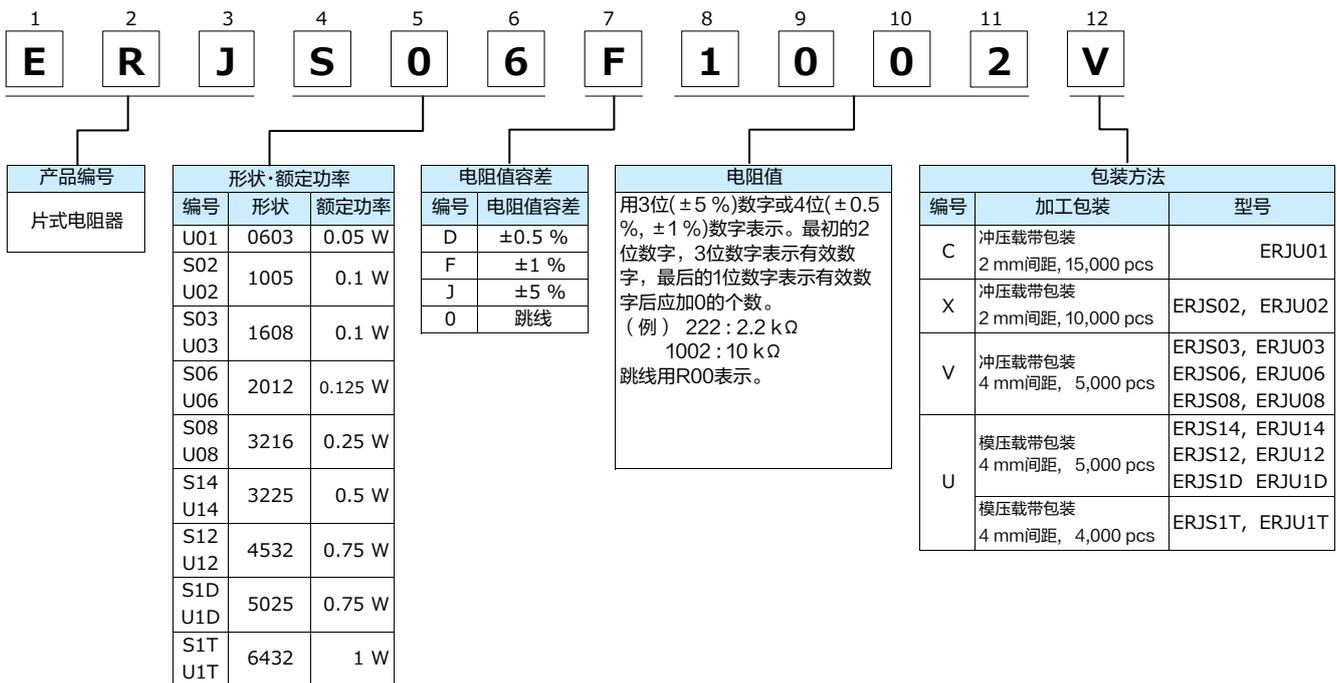 1 2 3 4 5 6 7 8 9 10 11 12
E R J S 0 6 F 1 0 0 2 V
产品编号
片式电阻器
形状·额定功率
编号 形状 额定功率
U01 0603 0.05 W
S02
U02
1005 0.1 W
S03
U03
1608 0.1 W
S06
U06
2012 0.125 W
S08
U08
3216 0.25 W
S14
U14
3225 0.5 W
S12
U12
4532 0.75 W
S1D
U1D
5025 0.75 W
S1T
U1T
6432 1 W
电阻值容差
编号 电阻值容差
D ±0.5 %
F ±1 %
J ±5 %
0 跳线
电阻值
用3位(±5 %)数字或4位(±0.5
%, ±1 %)数字表示。最初的2
位数字，3位数字表示有效数
字，最后的1位数字表示有效数
字后应加0的个数。
（例） 222 : 2.2 kΩ
1002 : 10 kΩ
跳线用R00表示。
包装方法
编号 加工包装 型号
C
冲压载带包装
2 mm间距, 15,000 pcs
ERJU01
X
冲压载带包装
2 mm间距, 10,000 pcs
ERJS02, ERJU02
V
冲压载带包装
4 mm间距, 5,000 pcs
ERJS03, ERJU03
ERJS06, ERJU06
ERJS08, ERJU08
U
模压载带包装
4 mm间距, 5,000 pcs
ERJS14, ERJU14
ERJS12, ERJU12
ERJS1D ERJU1D
模压载带包装
4 mm间距, 4,000 pcs
ERJS1T, ERJU1T